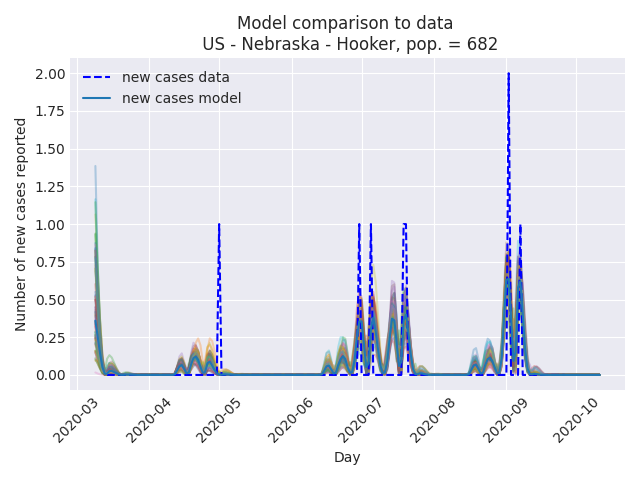 Model comparison to data
US - Nebraska - Hooker, pop. = 682
new cases data
new cases model
Number of new cases reported
2.00
1.75
1.50
1.25
1.00
0.75
0.50
0.25
0.00
2020-03
2020-04
2020-05
2020-06
2020-07
2020-08
2020-09
2020-10
Day